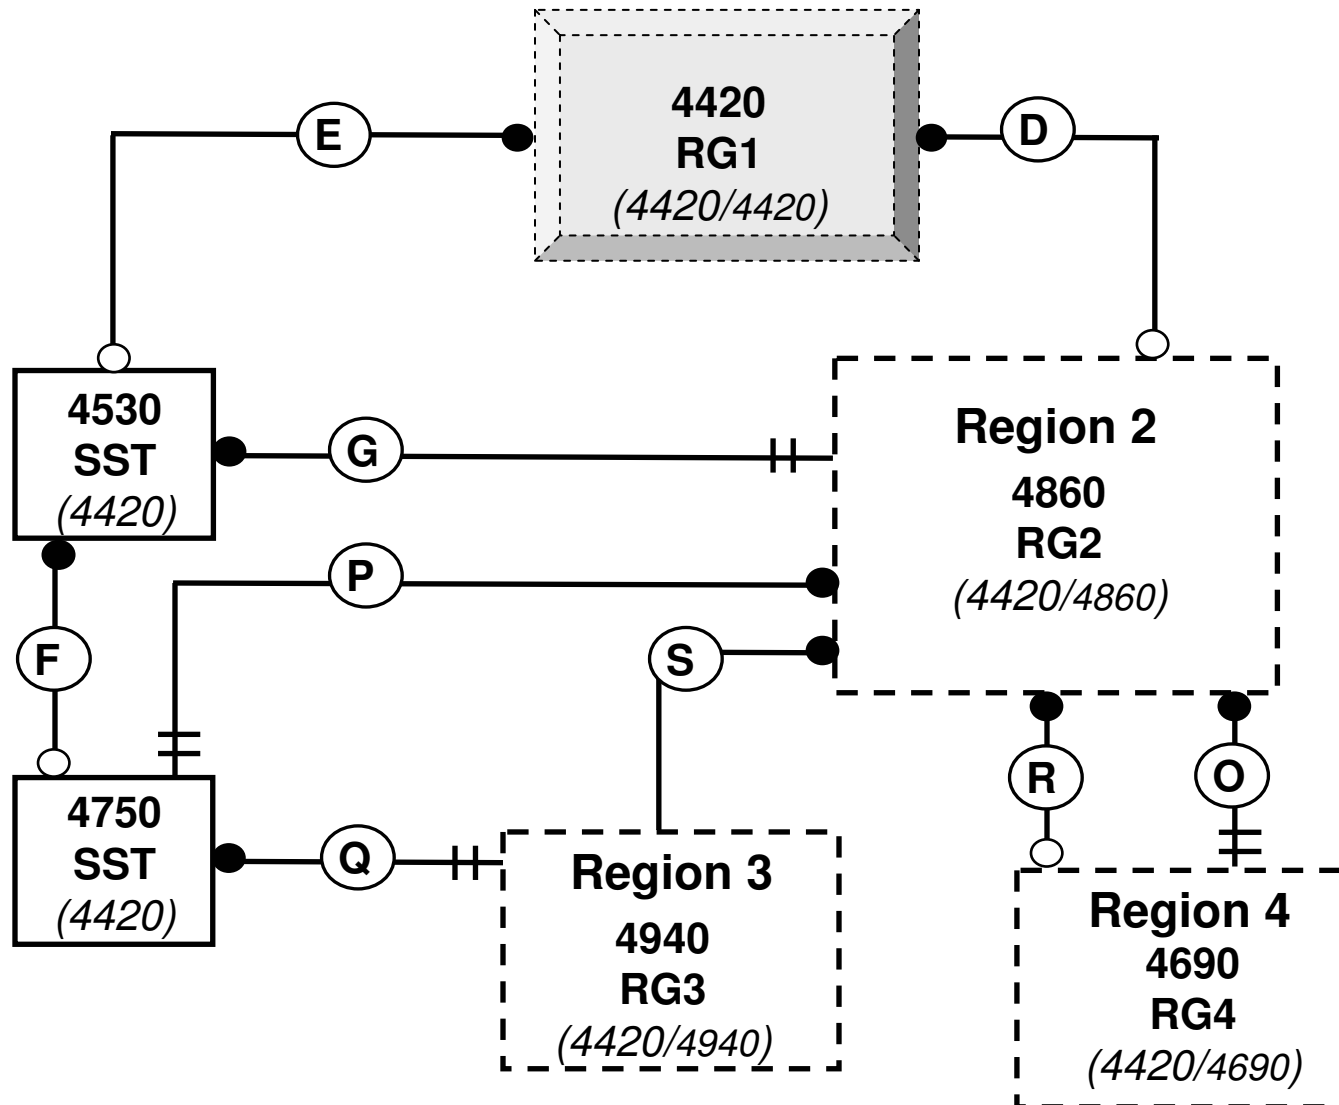 4420
RG1
(4420/4420)
E
D
4530
SST
(4420)
G
Region 2
4860
RG2
(4420/4860)
P
F
S
R
O
4750
SST
(4420)
Q
Region 3
4940
RG3
(4420/4940)
Region 4
4690
RG4
(4420/4690)